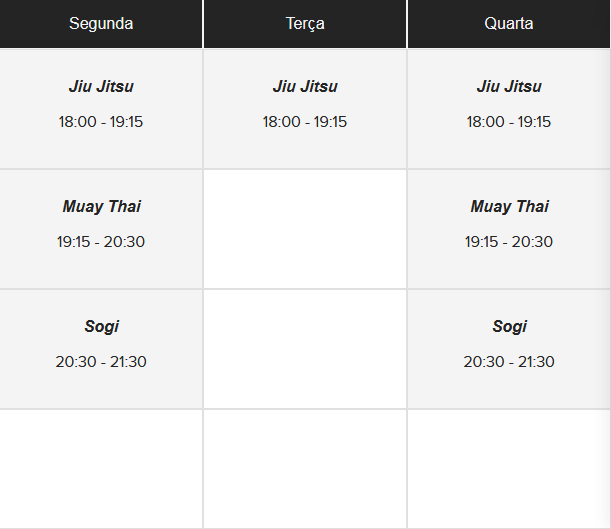 Segunda Terça Quarta
Jiu Jitsu Jiu Jitsu Jiu Jitsu
18:00 - 19:15 18:00 - 19:15 18:00 - 19:15
Muay Thai Muay Thai
19:15 - 20:30 19:15 - 20:30
Sogi Sogi
20:30 - 21:30 20:30 - 21:30